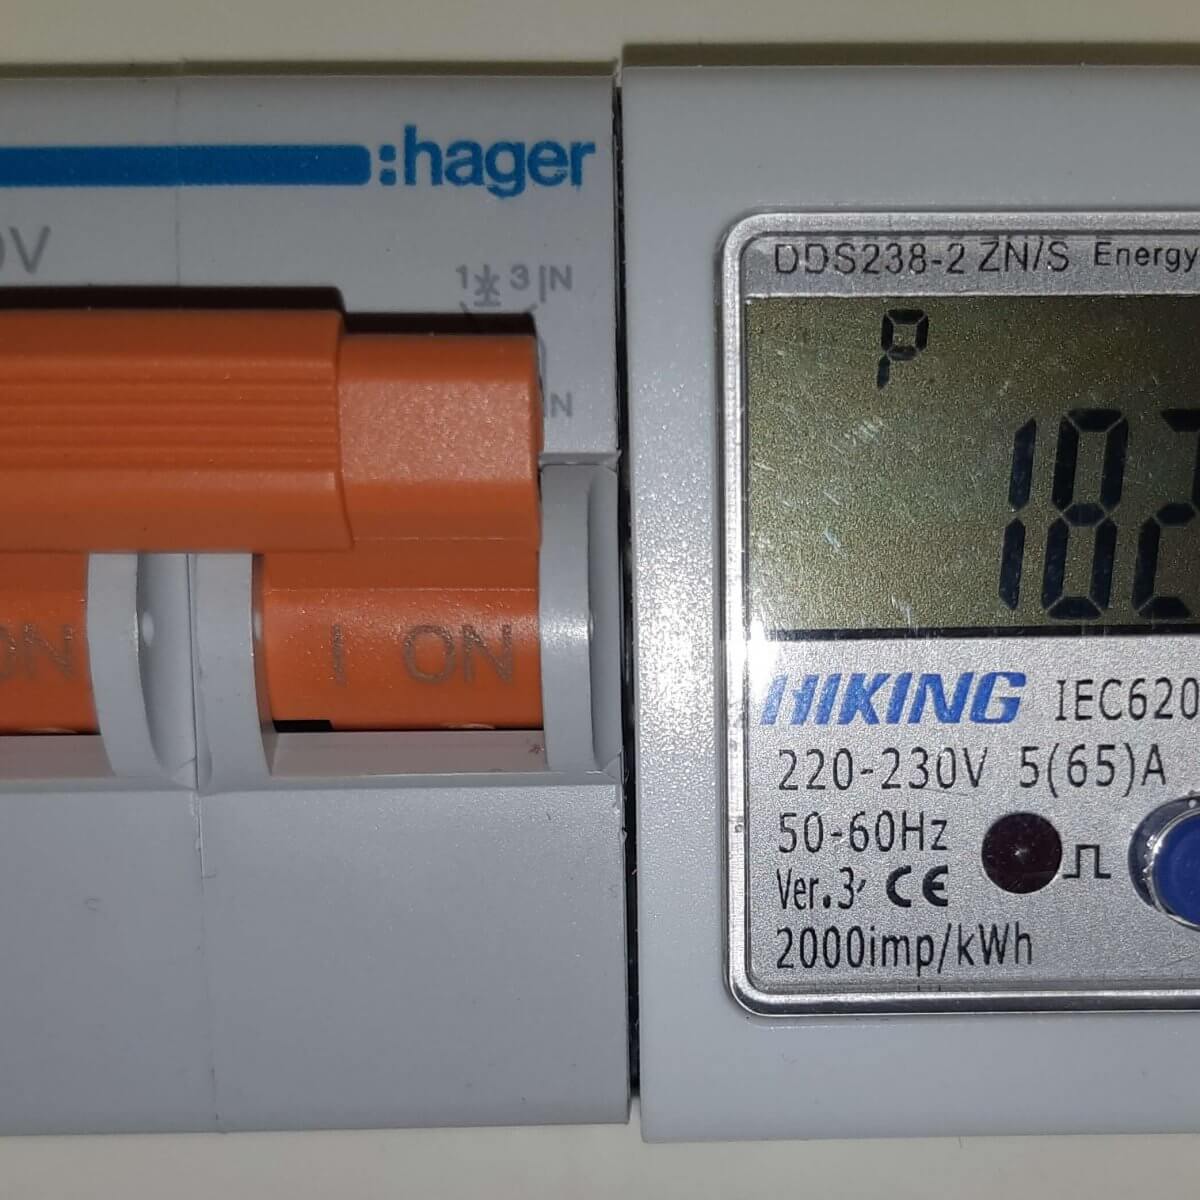 :hager
0V
1 3 N
N
ON
I ON
DDS238-2 ZN/S Energy
P
182
HIKING IEC620
220-230V 5(65)A
50-60Hz
Ver.3 CE
2000imp/kWh